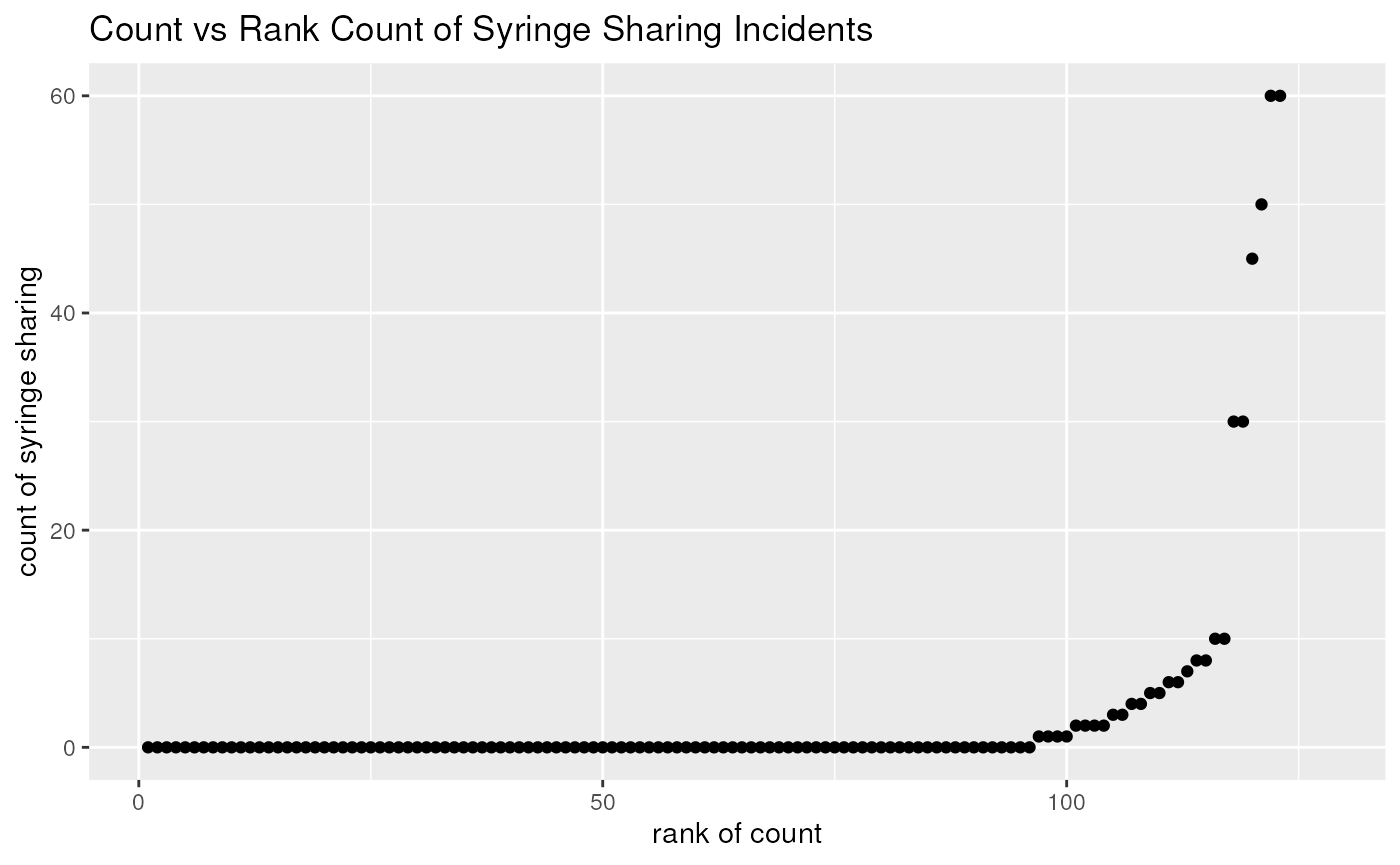 Count vs Rank Count of Syringe Sharing Incidents
60
40
20
0
count of syringe sharing
0 50 100
rank of count